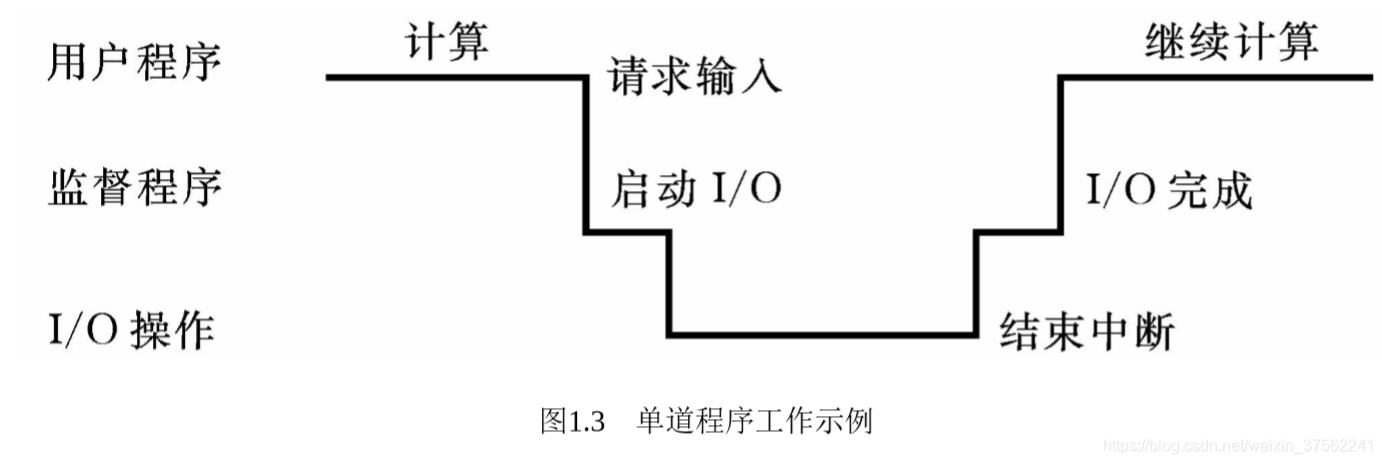 计算
继续计算
用户程序
请求输入
监督程序
启动 I/O
I/O 完成
I/O 操作
结束中断
图1.3 单道程序工作示例
https://blog.csdn.net/weixin_37562241